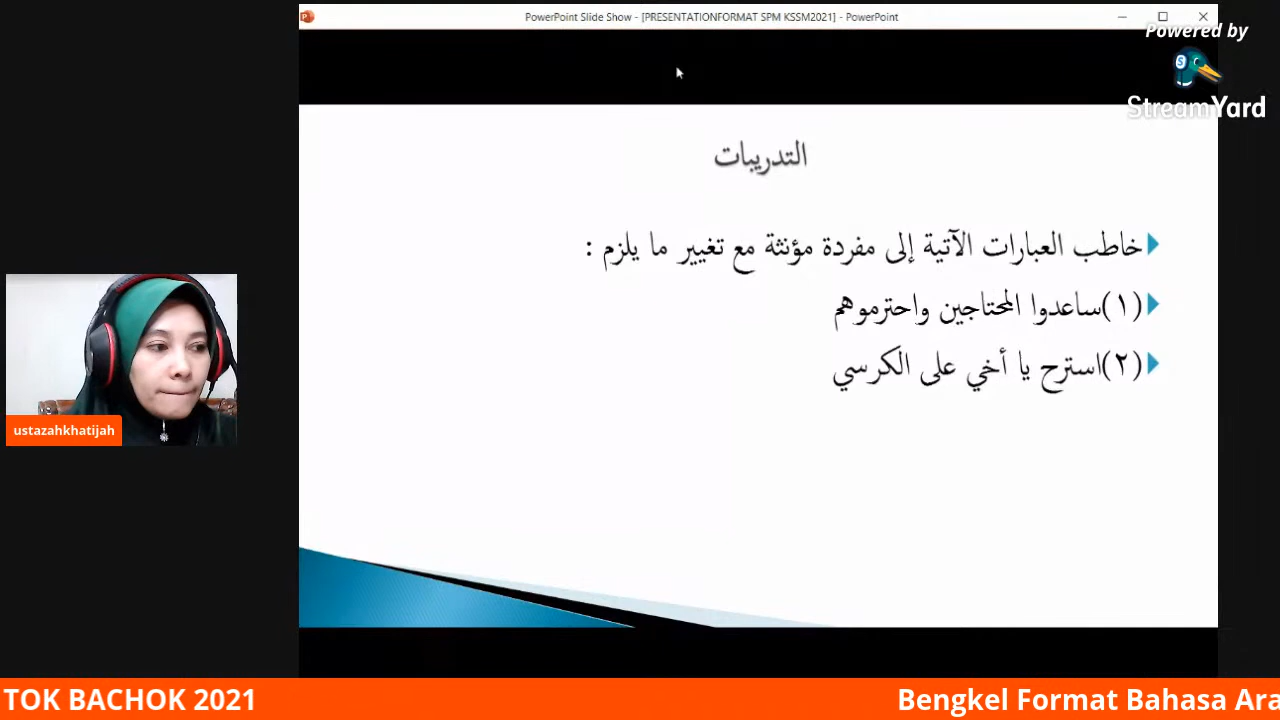 PowerPoint Slide Show - [PRESENTATIONFORMAT SPM KSSM2021] - PowerPoint
Powered by
StreamYard
التدريبات
خاطب العبارات الآتية إلى مفردة مؤنثة مع تغيير ما يلزم :
(١)ساعدوا المحتاجين واحترموهم
(٢)استرح يا أخي على الكرسي
ustazahkhatijah
TOK BACHOK 2021
Bengkel Format Bahasa Ara